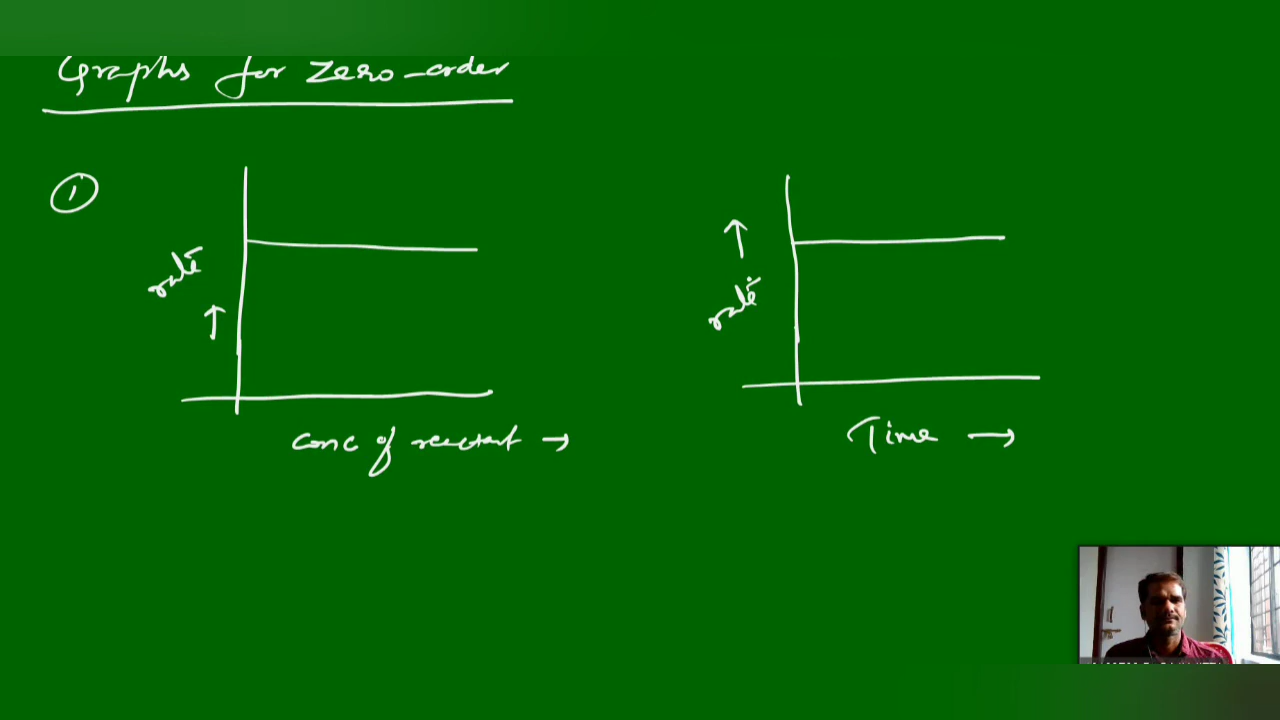 Graphs for Zero-order
①
rate ↑
conc of reactant →
↑ rate
Time →